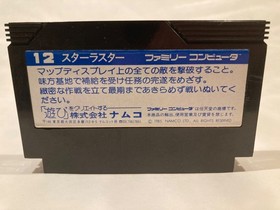 12 スターラスター ファミリー コンピュータ
マップディスプレイ上の全ての敵を撃破すること。
味方基地で補給を受け任務の完遂をめざす。
緻密な作戦を立て最期まであきらめず戦いぬいてく
ださい。
「遊び」をクリエイトする 株式会社 ナムコ